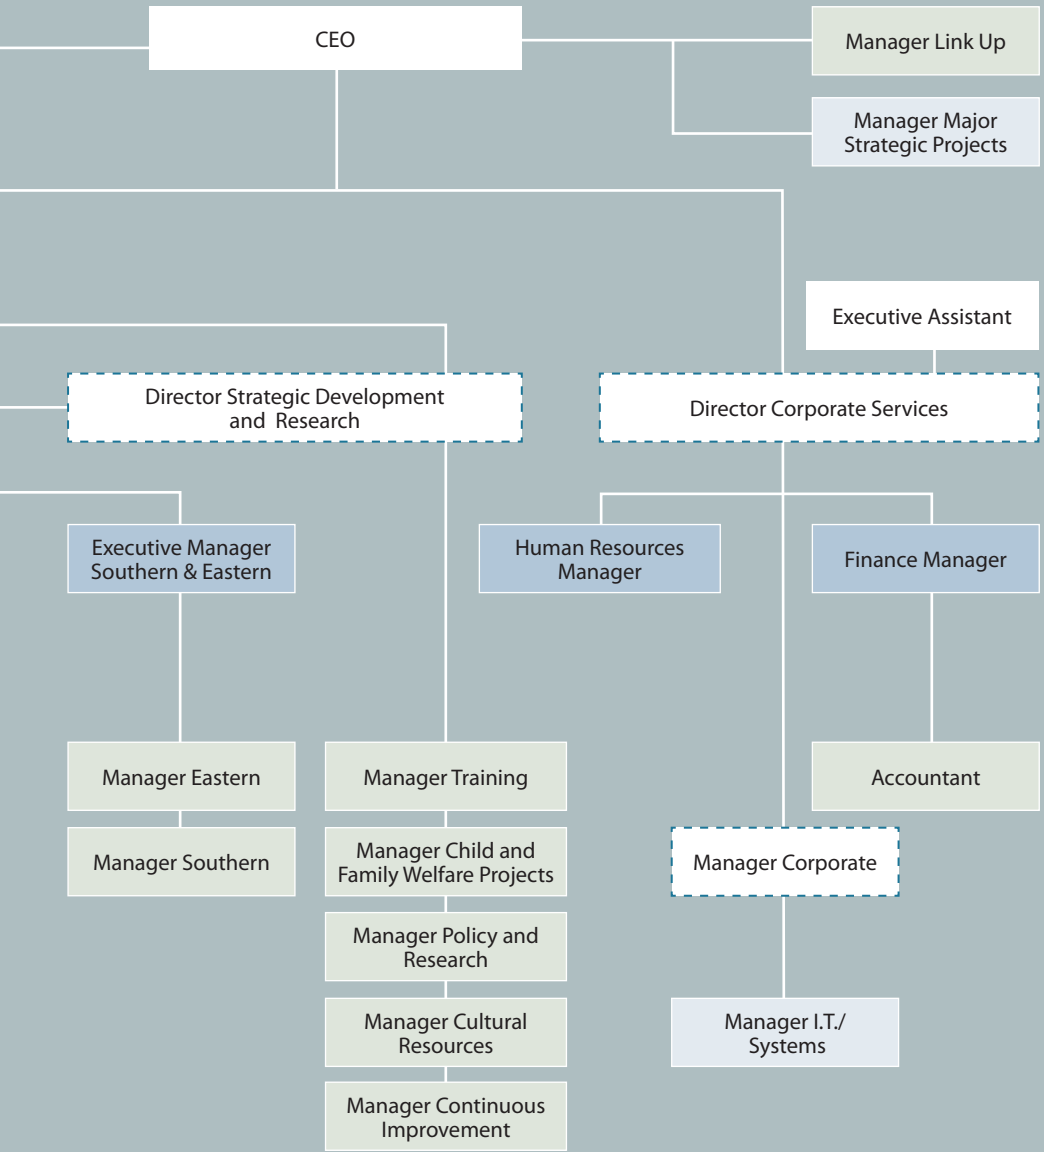 CEO
Manager Link Up
Manager Major
Strategic Projects
Executive Assistant
Director Strategic Development
and Research
Director Corporate Services
Executive Manager
Southern & Eastern
Human Resources
Manager
Finance Manager
Manager Eastern
Manager Training
Accountant
Manager Southern
Manager Child and
Family Welfare Projects
Manager Corporate
Manager Policy and
Research
Manager Cultural
Resources
Manager I.T./
Systems
Manager Continuous
Improvement